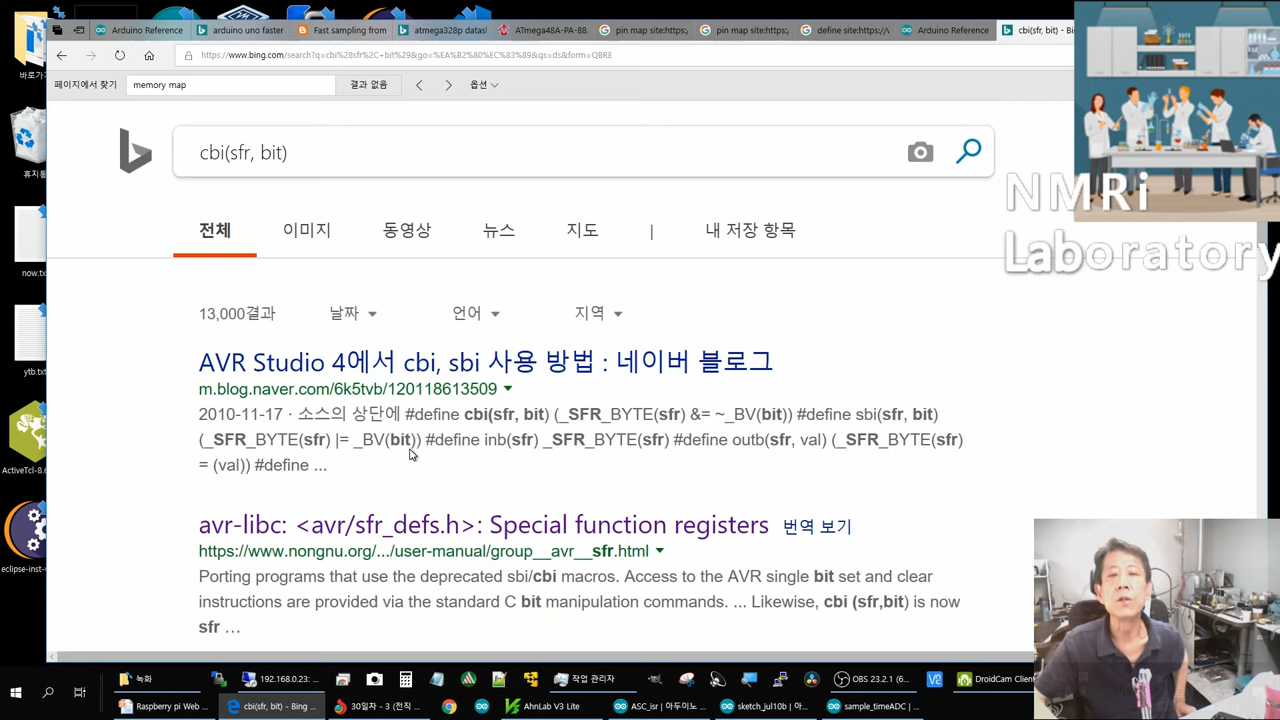 Arduino Reference
arduino uno faster
Fast sampling from
atmega328p datash
ATmega48A-PA-88
pin map site:https:
pin map site:https:
define site:https://w
Arduino Reference
cbi(sfr, bit) - Bin
https://www.bing.com/search?q=cbi%28sfr%2C+bit%29&go=%EA%B2%80%EC%83%89&qs=ds&form=QBRE
페이지에서 찾기
memory map
결과 없음
옵션
cbi(sfr, bit)
전체
이미지
동영상
뉴스
지도
|
내 저장 항목
13,000결과
날짜
언어
지역
AVR Studio 4에서 cbi, sbi 사용 방법 : 네이버 블로그
m.blog.naver.com/6k5tvb/120118613509
2010-11-17 · 소스의 상단에 #define cbi(sfr, bit) (_SFR_BYTE(sfr) &= ~_BV(bit)) #define sbi(sfr, bit)
(_SFR_BYTE(sfr) |= _BV(bit)) #define inb(sfr) _SFR_BYTE(sfr) #define outb(sfr, val) (_SFR_BYTE(sfr)
= (val)) #define ...
avr-libc: <avr/sfr_defs.h>: Special function registers
번역 보기
https://www.nongnu.org/.../user-manual/group__avr__sfr.html
Porting programs that use the deprecated sbi/cbi macros. Access to the AVR single bit set and clear
instructions are provided via the standard C bit manipulation commands. ... Likewise, cbi (sfr,bit) is now
sfr ...
NMRi
Laboratory
바로가
휴지통
now.tx
ytb.txt
ActiveTcl-8.6
eclipse-inst-v
녹화
192.168.0.23: ...
작업 관리자
OBS 23.2.1 (6...
DroidCam Client
Raspberry pi Web ...
cbi(sfr, bit) - Bing ...
30일자 - 3 (전직 ...
AhnLab V3 Lite
ASC_isr | 아두이노 ...
sketch_jul10b | 아...
sample_timeADC | ...